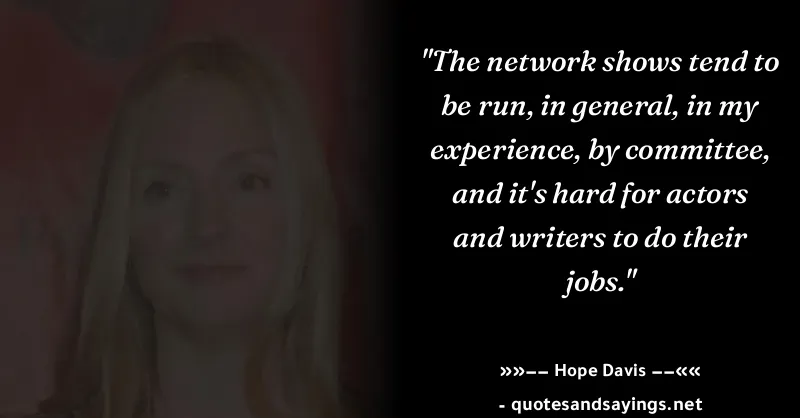 "The network shows tend to
be run, in general, in my
experience, by committee,
and it's hard for actors
and writers to do their
jobs."
»»−− Hope Davis −−««
- quotesandsayings.net